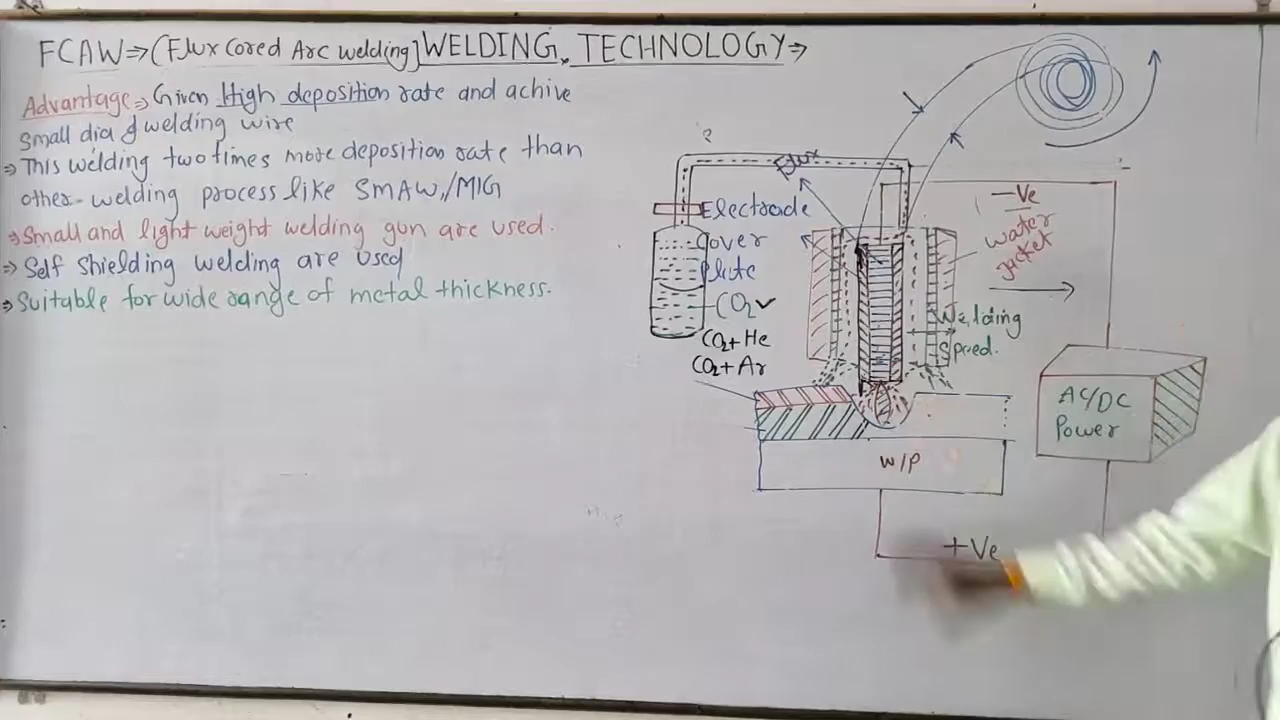 FCAW⇒(Flux Cored Arc welding] WELDING, TECHNOLOGY⇒
Advantage⇒ Given High deposition rate and achive
Small dia of welding wire
⇒ This welding two times more deposition rate than
other welding process like SMAW/MIG
⇒ Small and light weight welding gun are used.
⇒ Self Shielding welding are used
⇒ Suitable for wide range of metal thickness.
?
Flux
-Ve
Electrode
Cover
Plate
water
Jacket
CO2
CO2+He
CO2+Ar
Welding
Speed.
AC/DC
Power
W/P
+Ve